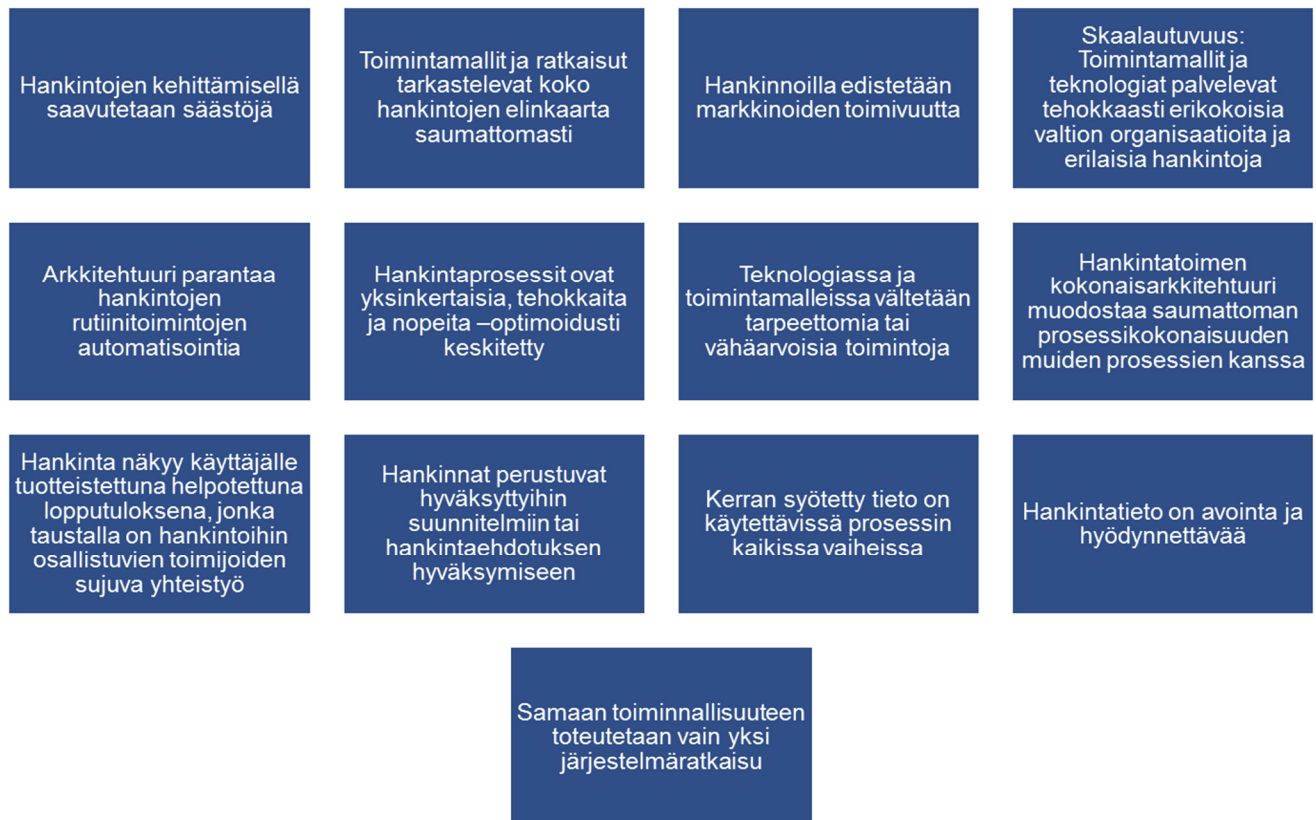 Hankintojen kehittämisellä
saavutetaan säästöjä
Toimintamallit ja ratkaisut
tarkastelevat koko
hankintojen elinkaarta
saumattomasti
Hankinnoilla edistetään
markkinoiden toimivuutta
Skaalautuvuus:
Toimintamallit ja
teknologiat palvelevat
tehokkaasti erikokoisia
valtion organisaatioita ja
erilaisia hankintoja
Arkkitehtuuri parantaa
hankintojen
rutiinitoimintojen
automatisointia
Hankintaprosessit ovat
yksinkertaisia, tehokkaita
ja nopeita –optimoidusti
keskitetty
Teknologiassa ja
toimintamalleissa vältetään
tarpeettomia tai
vähäarvoisia toimintoja
Hankintatoimen
kokonaisarkkitehtuuri
muodostaa saumattoman
prosessikokonaisuuden
muiden prosessien kanssa
Hankinta näkyy käyttäjälle
tuotteistettuna helpotettuna
lopputuloksena, jonka
taustalla on hankintoihin
osallistuvien toimijoiden
sujuva yhteistyö
Hankinnat perustuvat
hyväksyttyihin
suunnitelmiin tai
hankintaehdotuksen
hyväksymiseen
Kerran syötetty tieto on
käytettävissä prosessin
kaikissa vaiheissa
Hankintatieto on avointa ja
hyödynnettävää
Samaan toiminnallisuuteen
toteutetaan vain yksi
järjestelmäratkaisu